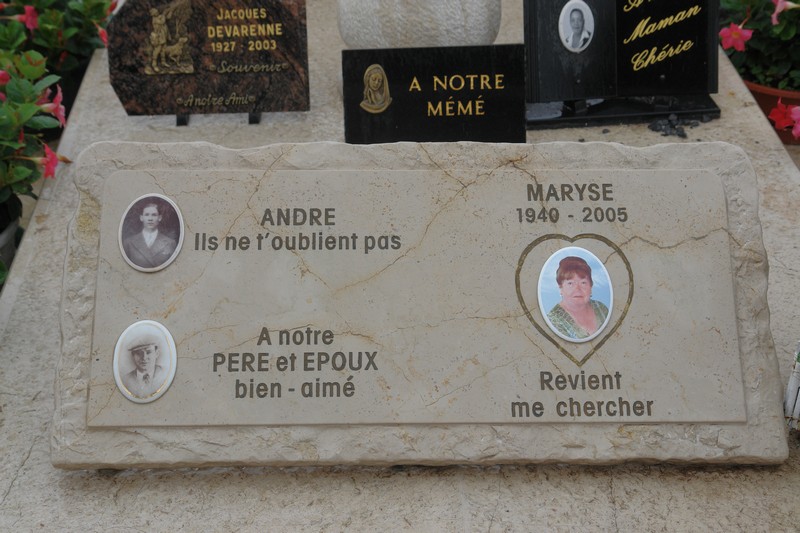 JACQUES
DEVARENNE
1927 - 2003
Souvenir
A notre Ami
A NOTRE
MÉMÉ
Maman
Chérie
ANDRE
Ils ne t'oublient pas
A notre
PERE et EPOUX
bien - aimé
MARYSE
1940 - 2005
Revient
me chercher